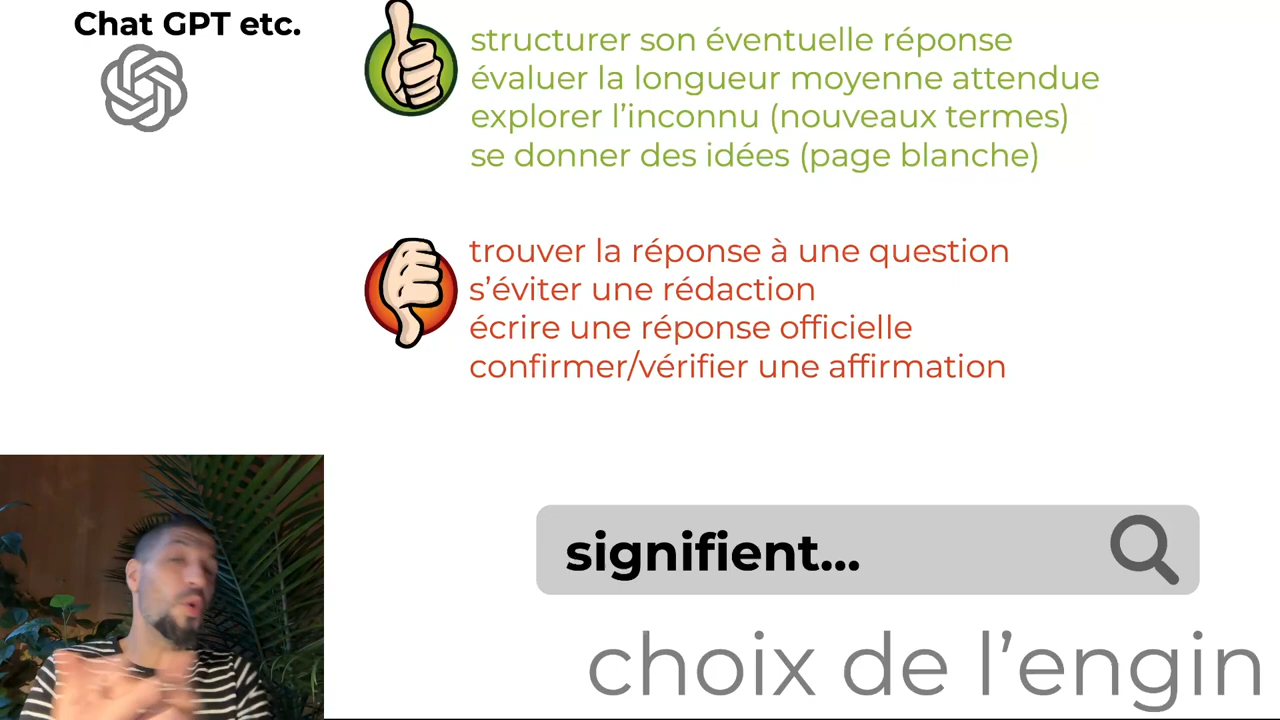 Chat GPT etc.
structurer son éventuelle réponse
évaluer la longueur moyenne attendue
explorer l’inconnu (nouveaux termes)
se donner des idées (page blanche)
trouver la réponse à une question
s’éviter une rédaction
écrire une réponse officielle
confirmer/vérifier une affirmation
signifient...
choix de l’engin